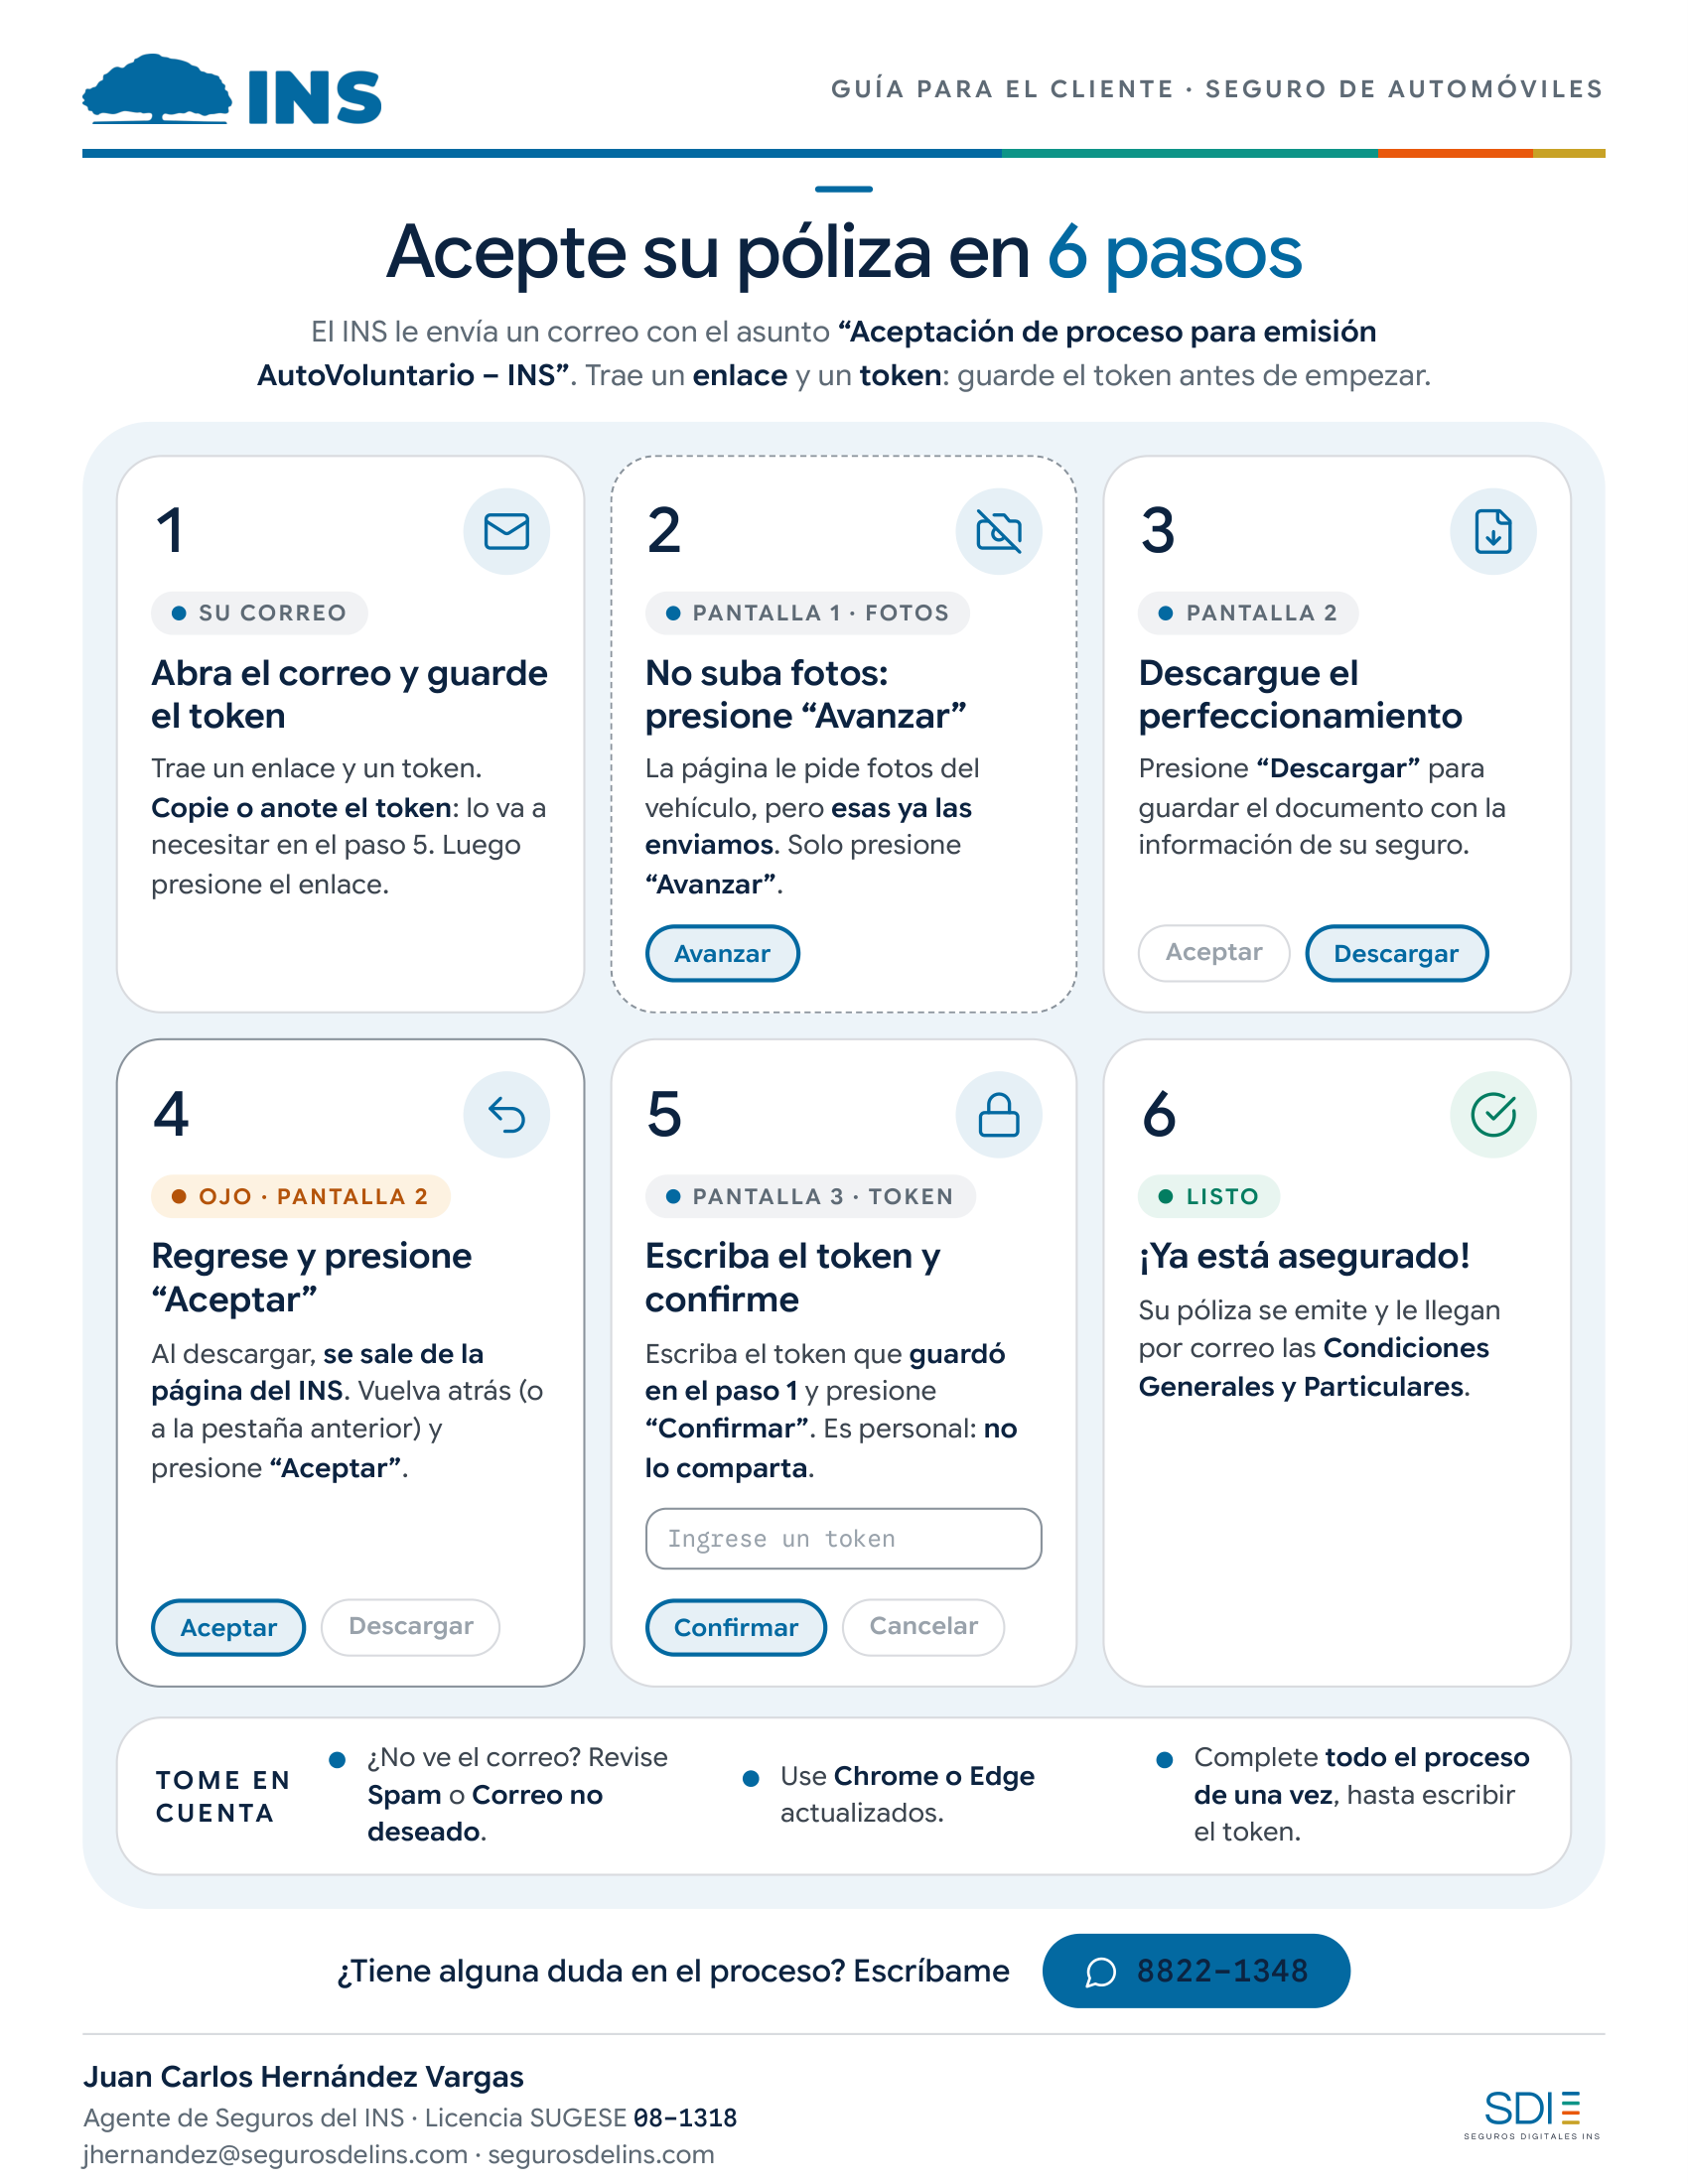 INS
GUÍA PARA EL CLIENTE · SEGURO DE AUTOMÓVILES
Acepte su póliza en 6 pasos
El INS le envía un correo con el asunto “Aceptación de proceso para emisión
AutoVoluntario – INS”. Trae un enlace y un token: guarde el token antes de empezar.
1
SU CORREO
Abra el correo y guarde
el token
Trae un enlace y un token.
Copie o anote el token: lo va a
necesitar en el paso 5. Luego
presione el enlace.
2
PANTALLA 1 · FOTOS
No suba fotos:
presione “Avanzar”
La página le pide fotos del
vehículo, pero esas ya las
enviamos. Solo presione
“Avanzar”.
Avanzar
3
PANTALLA 2
Descargue el
perfeccionamiento
Presione “Descargar” para
guardar el documento con la
información de su seguro.
Aceptar Descargar
4
OJO · PANTALLA 2
Regrese y presione
“Aceptar”
Al descargar, se sale de la
página del INS. Vuelva atrás (o
a la pestaña anterior) y
presione “Aceptar”.
Aceptar Descargar
5
PANTALLA 3 · TOKEN
Escriba el token y
confirme
Escriba el token que guardó
en el paso 1 y presione
“Confirmar”. Es personal: no
lo comparta.
Ingrese un token
Confirmar Cancelar
6
LISTO
¡Ya está asegurado!
Su póliza se emite y le llegan
por correo las Condiciones
Generales y Particulares.
TOME EN
CUENTA
¿No ve el correo? Revise
Spam o Correo no
deseado.
Use Chrome o Edge
actualizados.
Complete todo el proceso
de una vez, hasta escribir
el token.
¿Tiene alguna duda en el proceso? Escríbame 8822-1348
Juan Carlos Hernández Vargas
Agente de Seguros del INS · Licencia SUGESE 08-1318
jhernandez@segurosdelins.com · segurosdelins.com
SDI
SEGUROS DIGITALES INS